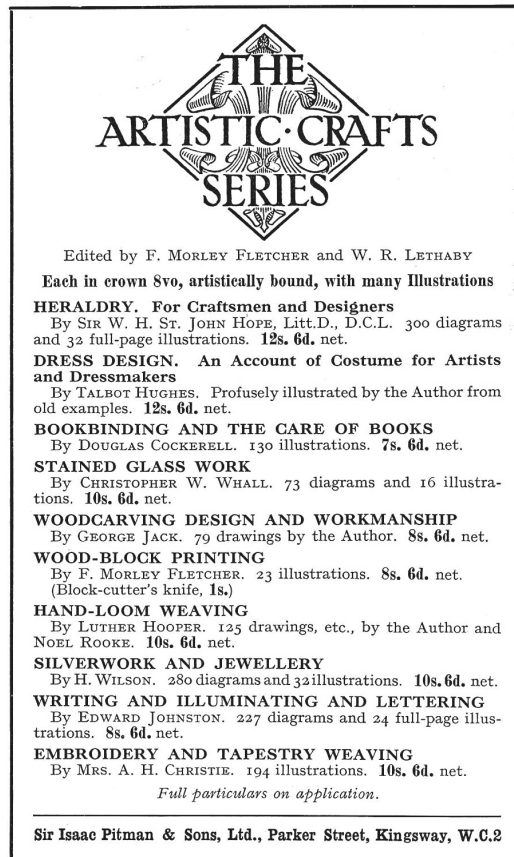 THE
ARTISTIC·CRAFTS
SERIES
Edited by F. MORLEY FLETCHER and W. R. LETHABY
Each in crown 8vo, artistically bound, with many Illustrations
HERALDRY. For Craftsmen and Designers
By SIR W. H. ST. JOHN HOPE, Litt.D., D.C.L. 300 diagrams
and 32 full-page illustrations. 12s. 6d. net.
DRESS DESIGN. An Account of Costume for Artists
and Dressmakers
By TALBOT HUGHES. Profusely illustrated by the Author from
old examples. 12s. 6d. net.
BOOKBINDING AND THE CARE OF BOOKS
By DOUGLAS COCKERELL. 130 illustrations. 7s. 6d. net.
STAINED GLASS WORK
By CHRISTOPHER W. WHALL. 73 diagrams and 16 illustra-
tions. 10s. 6d. net.
WOODCARVING DESIGN AND WORKMANSHIP
By GEORGE JACK. 79 drawings by the Author. 8s. 6d. net.
WOOD-BLOCK PRINTING
By F. MORLEY FLETCHER. 23 illustrations. 8s. 6d. net.
(Block-cutter's knife, 1s.)
HAND-LOOM WEAVING
By LUTHER HOOPER. 125 drawings, etc., by the Author and
NOEL ROOKE. 10s. 6d. net.
SILVERWORK AND JEWELLERY
By H. WILSON. 280 diagrams and 32 illustrations. 10s. 6d. net.
WRITING AND ILLUMINATING AND LETTERING
By EDWARD JOHNSTON. 227 diagrams and 24 full-page illus-
trations. 8s. 6d. net.
EMBROIDERY AND TAPESTRY WEAVING
By MRS. A. H. CHRISTIE. 194 illustrations. 10s. 6d. net.
Full particulars on application.
Sir Isaac Pitman & Sons, Ltd., Parker Street, Kingsway, W.C.2